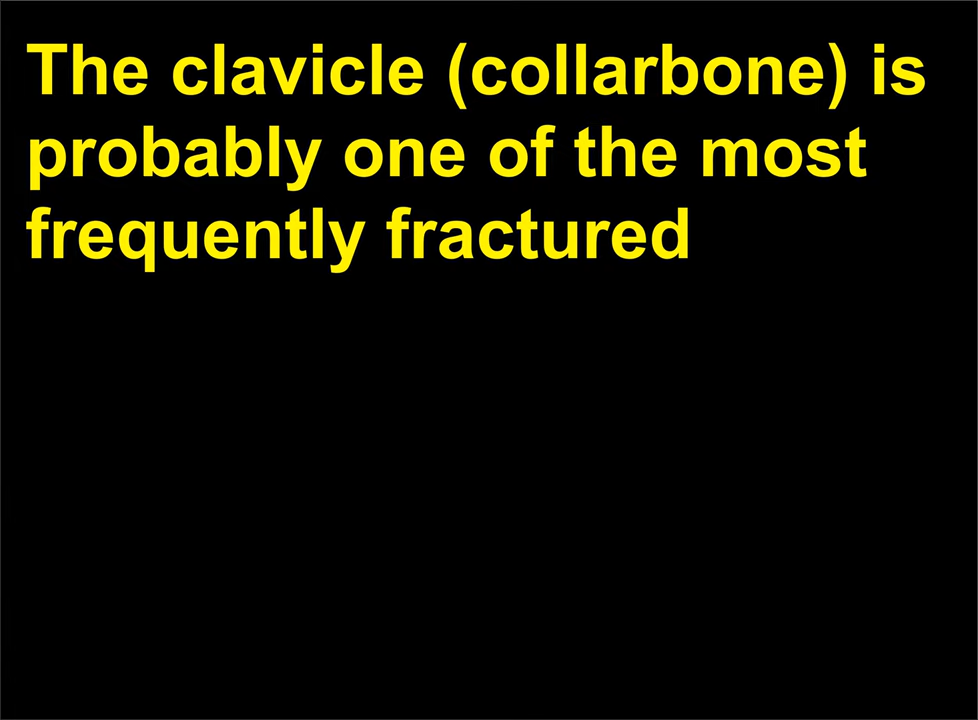 The clavicle (collarbone) is
probably one of the most
frequently fractured